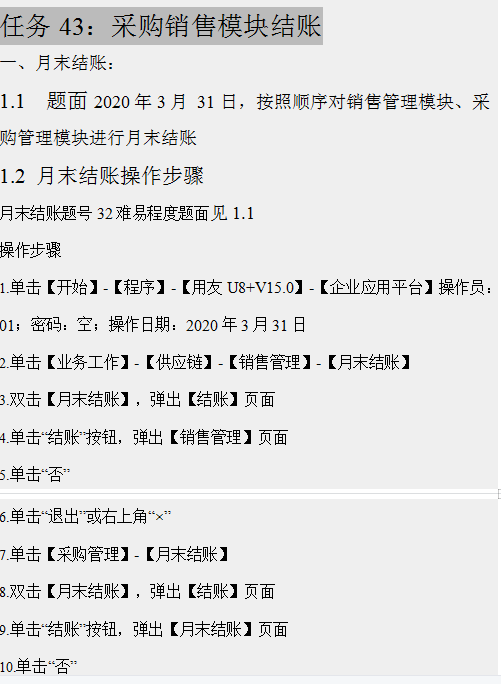 任务 43：采购销售模块结账
一、月末结账：
1.1 题面 2020 年 3 月 31 日，按照顺序对销售管理模块、采
购管理模块进行月末结账
1.2 月末结账操作步骤
月末结账题号 32 难易程度题面见 1.1
操作步骤
1.单击【开始】-【程序】-【用友 U8+V15.0】-【企业应用平台】操作员：
01；密码：空；操作日期：2020 年 3 月 31 日
2.单击【业务工作】-【供应链】-【销售管理】-【月末结账】
3.双击【月末结账】，弹出【结账】页面
4.单击“结账”按钮，弹出【销售管理】页面
5.单击“否”
6.单击“退出”或右上角“×”
7.单击【采购管理】-【月末结账】
8.双击【月末结账】，弹出【结账】页面
9.单击“结账”按钮，弹出【月末结账】页面
10.单击“否”